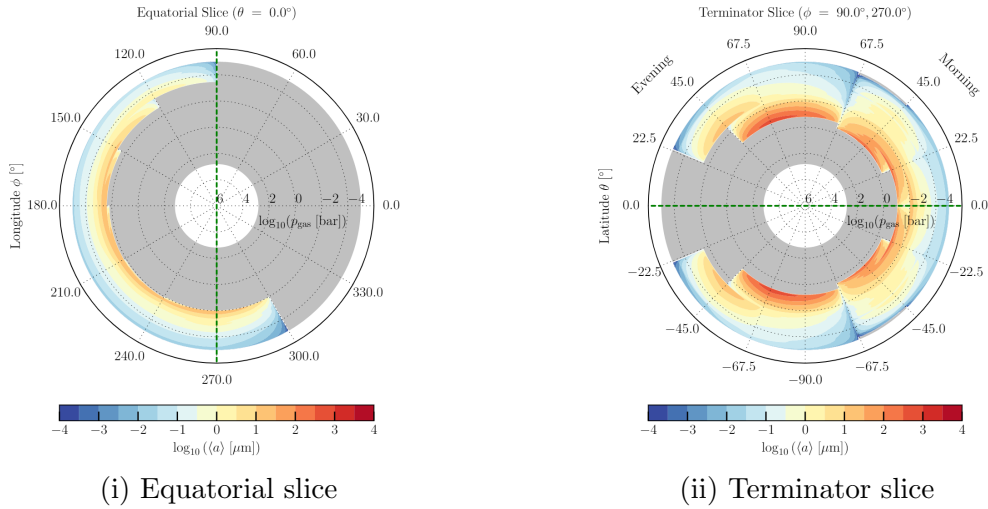 Equatorial Slice (θ = 0.0°)
90.0
120.0
60.0
150.0
30.0
Longitude ϕ [°]
180.0
0.0
6 4 2 0 −2 −4
log10(pgas [bar])
210.0
330.0
240.0
300.0
270.0
−4 −3 −2 −1 0 1 2 3 4
log10 (⟨a⟩ [μm])
(i) Equatorial slice
Terminator Slice (ϕ = 90.0°, 270.0°)
90.0
67.5
67.5
Evening
Morning
45.0
45.0
22.5
22.5
Latitude θ [°]
0.0
0.0
6 4 2 0 −2 −4
log10(pgas [bar])
−22.5
−22.5
−45.0
−45.0
−67.5
−67.5
−90.0
−4 −3 −2 −1 0 1 2 3 4
log10 (⟨a⟩ [μm])
(ii) Terminator slice